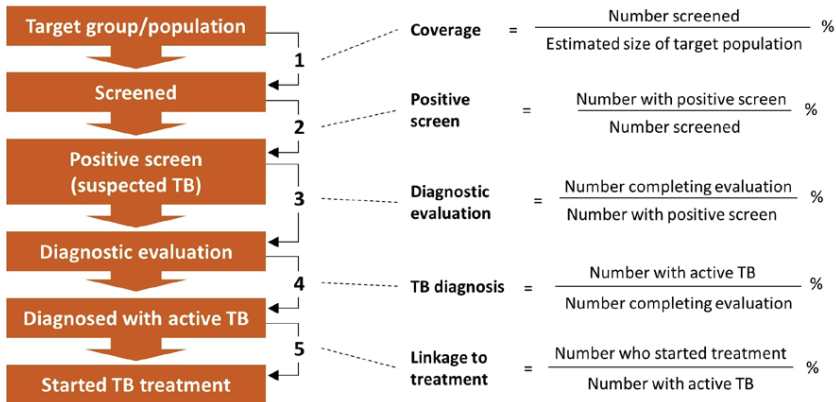 Target group/population
1
Screened
2
Positive screen
(suspected TB)
3
Diagnostic evaluation
4
Diagnosed with active TB
5
Started TB treatment
Coverage = Number screened %
Estimated size of target population
Positive
screen = Number with positive screen %
Number screened
Diagnostic
evaluation = Number completing evaluation %
Number with positive screen
TB diagnosis = Number with active TB %
Number completing evaluation
Linkage to
treatment = Number who started treatment %
Number with active TB